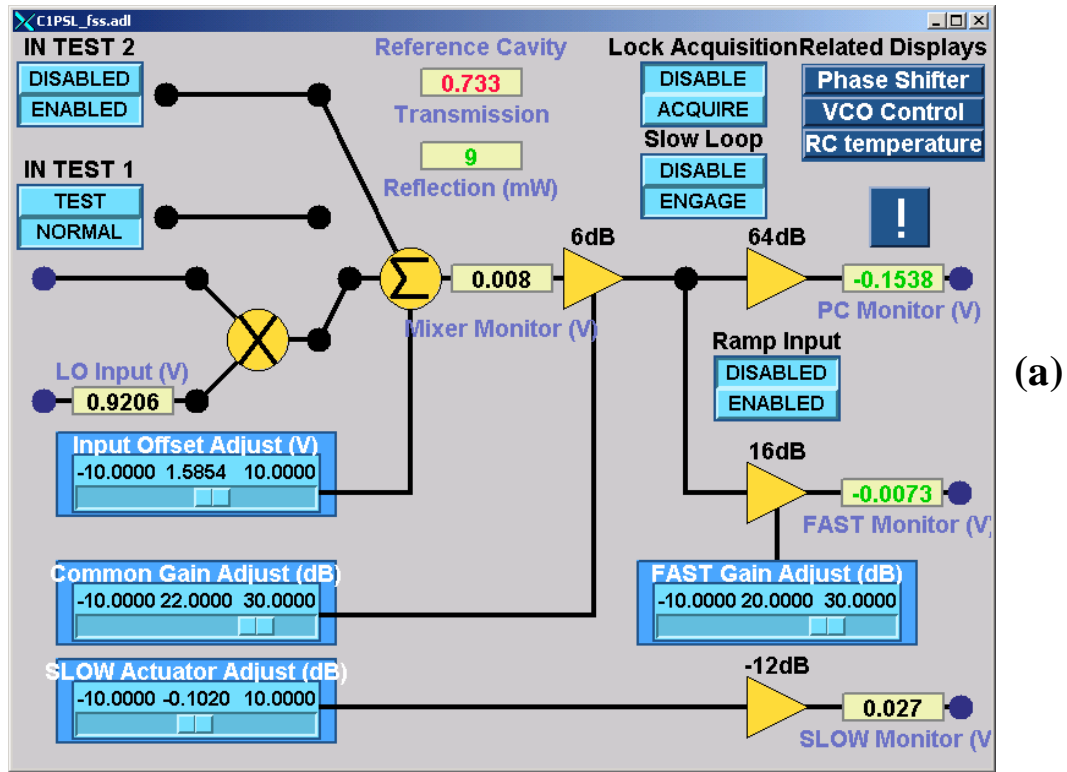 C1PSL_fss.adl
IN TEST 2
DISABLED
ENABLED
IN TEST 1
TEST
NORMAL
Reference Cavity
0.733
Transmission
9
Reflection (mW)
Lock Acquisition
DISABLE
ACQUIRE
Slow Loop
DISABLE
ENGAGE
Related Displays
Phase Shifter
VCO Control
RC temperature
!
Σ
0.008
Mixer Monitor (V)
6dB
64dB
-0.1538
PC Monitor (V)
X
LO Input (V)
0.9206
Ramp Input
DISABLED
ENABLED
(a)
Input Offset Adjust (V)
-10.0000 1.5854 10.0000
16dB
-0.0073
FAST Monitor (V)
Common Gain Adjust (dB)
-10.0000 22.0000 30.0000
FAST Gain Adjust (dB)
-10.0000 20.0000 30.0000
SLOW Actuator Adjust (dB)
-10.0000 -0.1020 10.0000
-12dB
0.027
SLOW Monitor (V